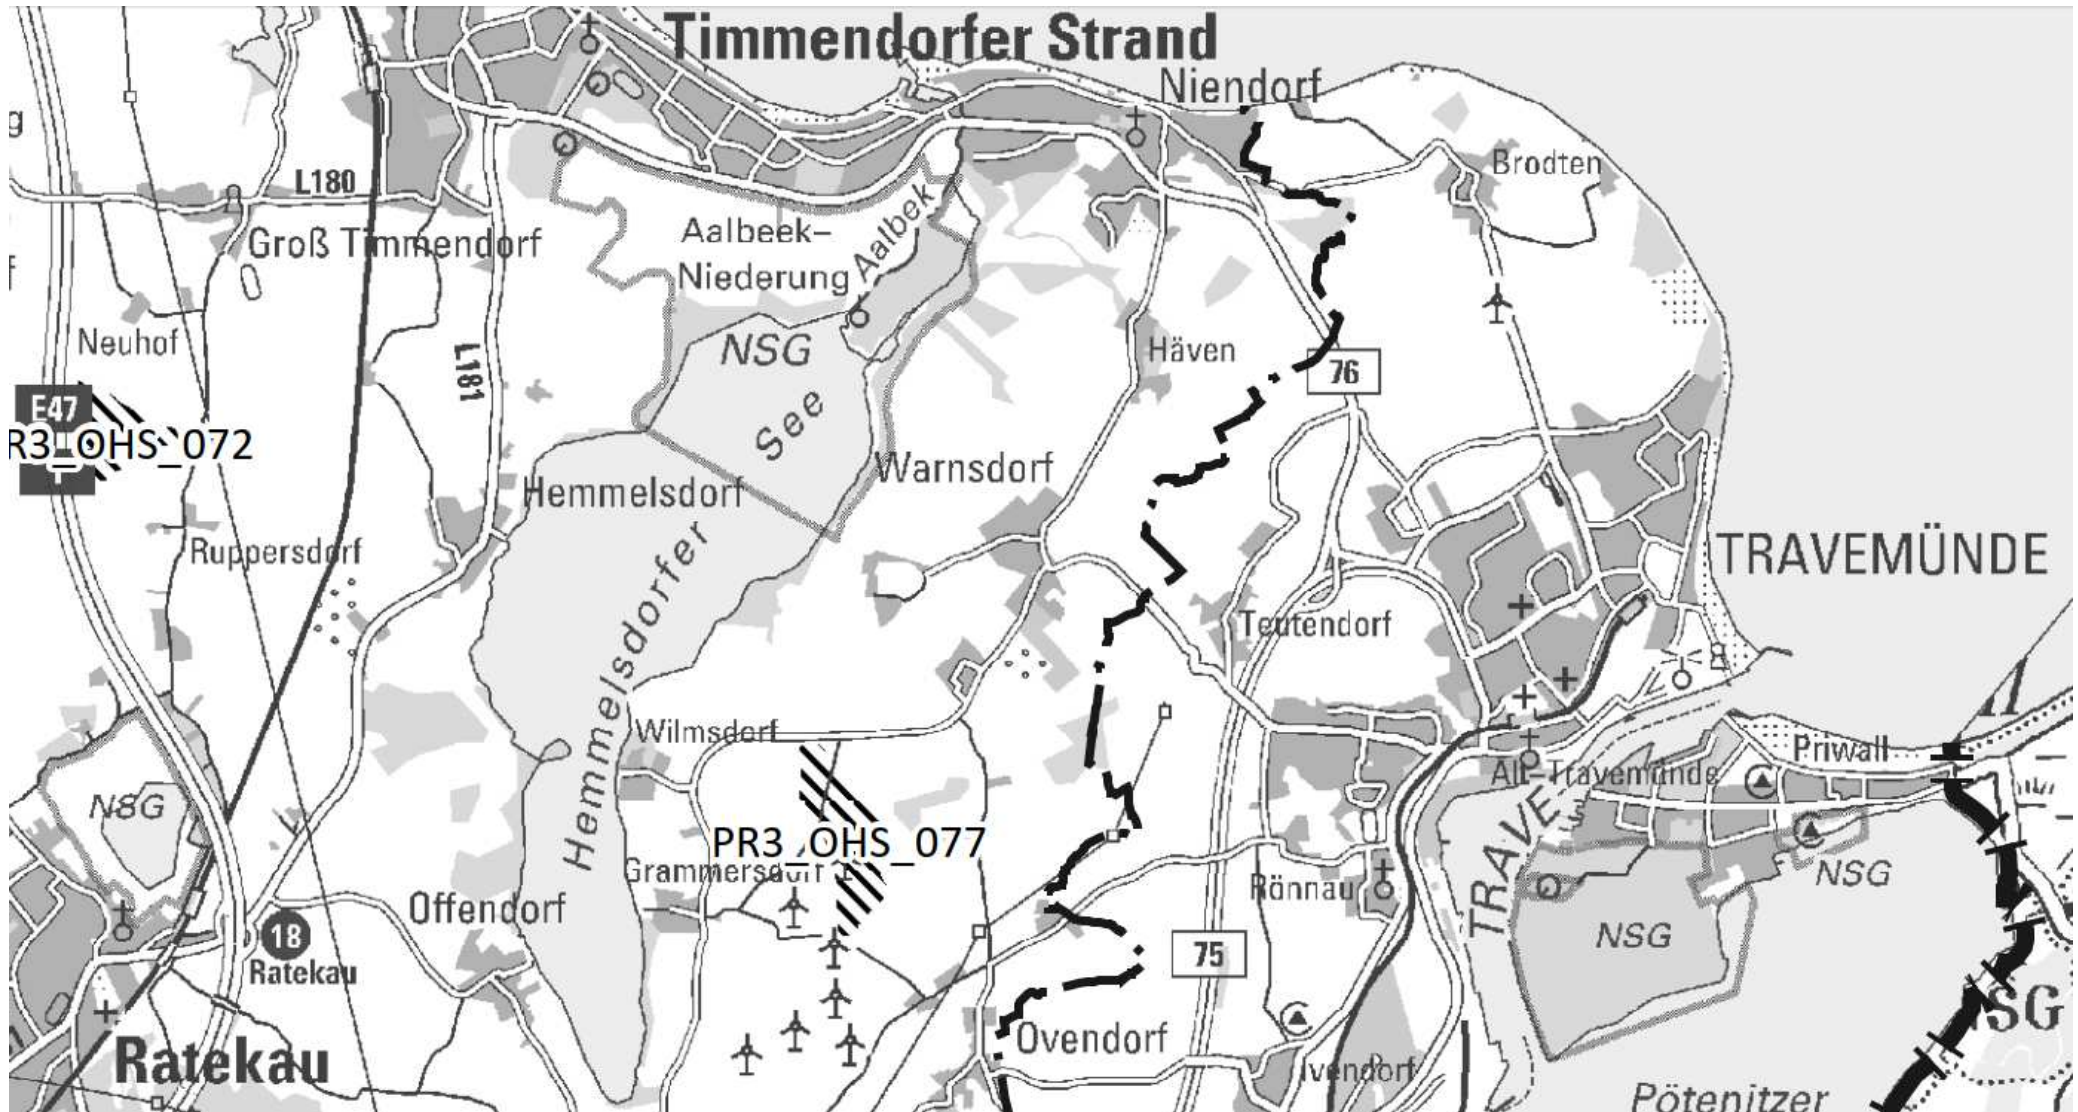 Timmendorfer Strand
Niendorf
g
Brodten
L180
Aalbeek-
Niederung
Aalbek
Groß Timmendorf
Neuhof
L181
NSG
See
Häven
76
E47
R3_OHS_072
Hemmelsdorf
Warnsdorf
Ruppersdorf
TRAVEMÜNDE
Hemmelsdorfer
Teutendorf
Wilmsdorf
Priwall
Alt-Travemünde
NSG
PR3_OHS_077
TRAVE
Grammersdorf
Rönnau
NSG
Offendorf
18
Ratekau
75
NSG
Ovendorf
NSG
Ratekau
Ivendorf
Pötenitzer